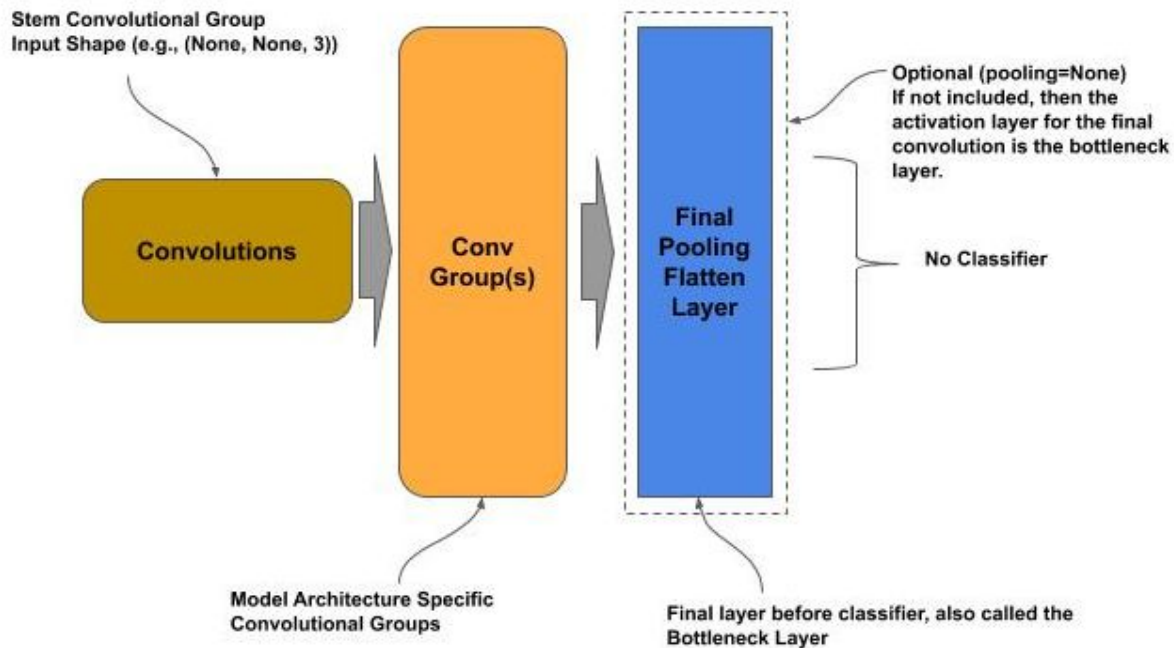 Stem Convolutional Group
Input Shape (e.g., (None, None, 3))
Convolutions
Conv
Group(s)
Final
Pooling
Flatten
Layer
Optional (pooling=None)
If not included, then the
activation layer for the final
convolution is the bottleneck
layer.
No Classifier
Model Architecture Specific
Convolutional Groups
Final layer before classifier, also called the
Bottleneck Layer